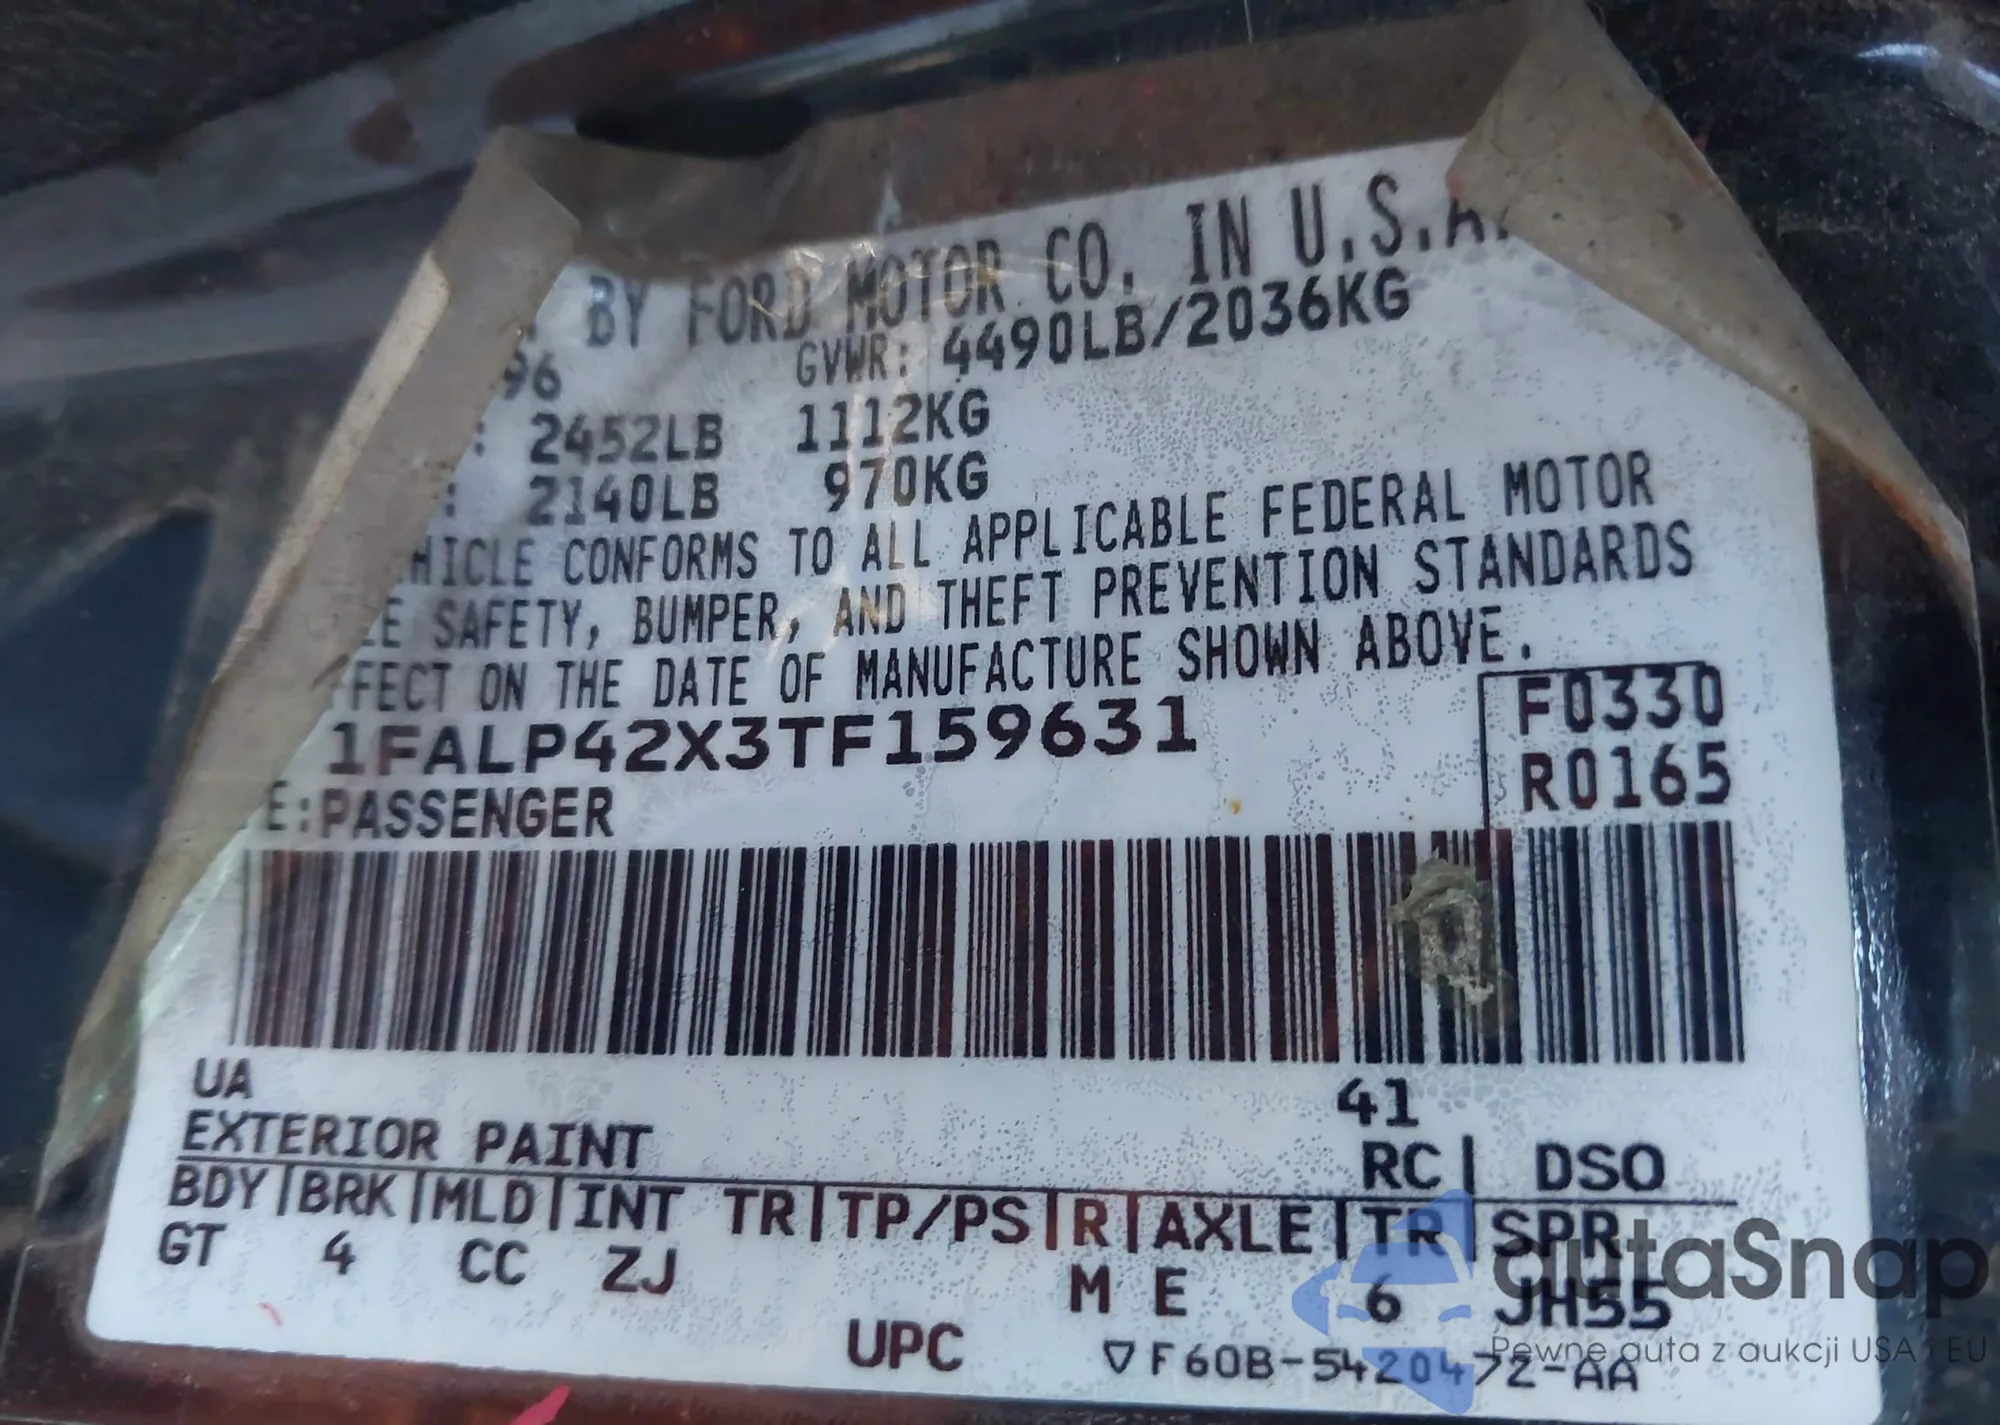 BY FORD MOTOR CO. IN U.S.A.
96 GVWR: 4490LB/2036KG
: 2452LB 1112KG
: 2140LB 970KG
HICLE CONFORMS TO ALL APPLICABLE FEDERAL MOTOR
LE SAFETY, BUMPER, AND THEFT PREVENTION STANDARDS
FFECT ON THE DATE OF MANUFACTURE SHOWN ABOVE.
1FALP42X3TF159631
F0330
R0165
E:PASSENGER
UA 41
EXTERIOR PAINT RC| DSO
BDY|BRK|MLD|INT TR|TP/PS|R|AXLE|TR|SPR
GT 4 CC ZJ M E 6 JH55
UPC ▽F60B-5420472-AA
autaSnap
Pewne auta z aukcji USA i EU